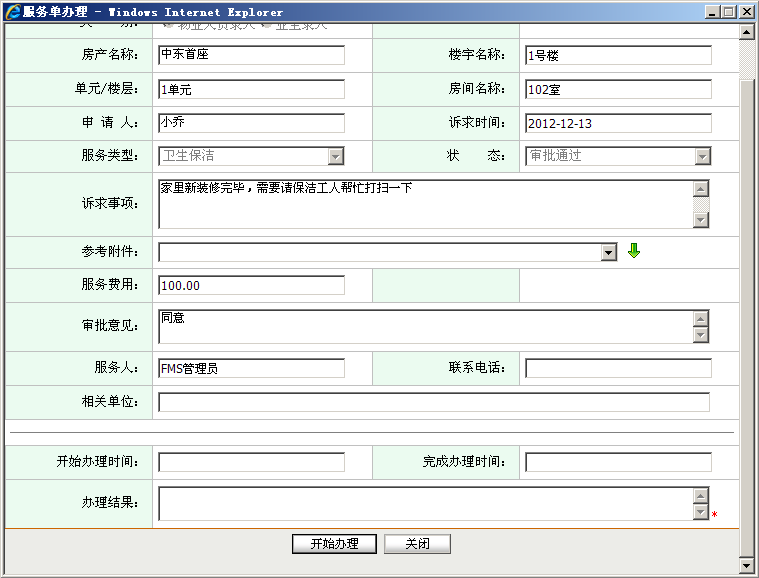 服务单办理 - Windows Internet Explorer
房产名称： 中东首座 楼宇名称： 1号楼
单元/楼层： 1单元 房间名称： 102室
申 请 人： 小乔 诉求时间： 2012-12-13
服务类型： 卫生保洁 状 态： 审批通过
诉求事项： 家里新装修完毕，需要请保洁工人帮忙打扫一下
参考附件：
服务费用： 100.00
审批意见： 同意
服务人： FMS管理员 联系电话：
相关单位：
开始办理时间： 完成办理时间：
办理结果： *
开始办理 关闭